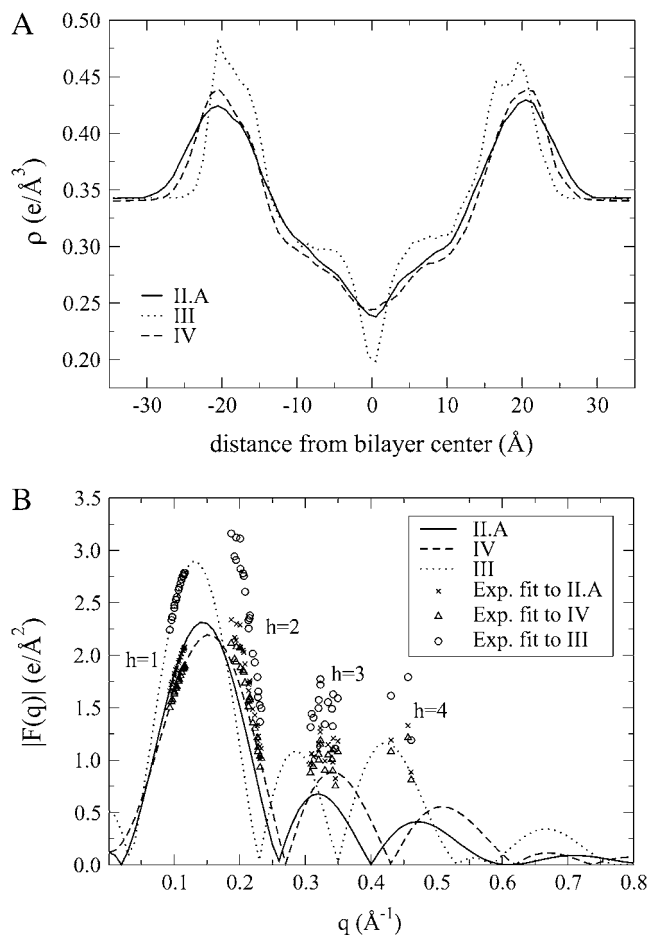 A
0.50
0.45
0.40
0.35
0.30
0.25
0.20
ρ (e/Å³)
II.A
III
IV
-30 -20 -10 0 10 20 30
distance from bilayer center (Å)
B
3.5
3.0
2.5
2.0
1.5
1.0
0.5
0.0
|F(q)| (e/Å²)
II.A
IV
III
Exp. fit to II.A
Exp. fit to IV
Exp. fit to III
h=1
h=2
h=3
h=4
0.1 0.2 0.3 0.4 0.5 0.6 0.7 0.8
q (Å⁻¹)